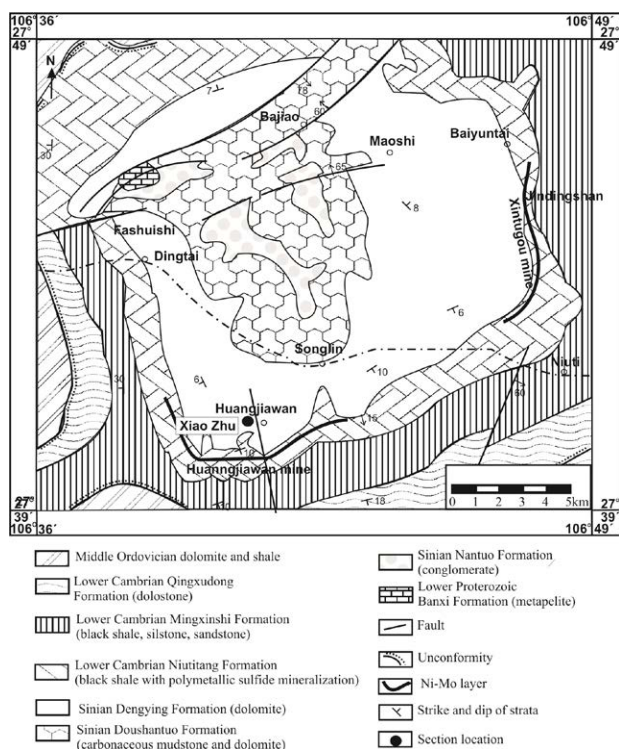 106° 36´
27°
49´
106° 49´
27°
49´
N
7
78
60
Bajiao
Maoshi
Baiyuntai
30
65
Jindingshan
Xintugou mine
8
Fashuishi
Dingtai
6
Songlin
10
Niuti
30
6
60
Huangjiawan
15
Xiao Zhu
Huanngjiawan mine
18
0 1 2 3 4 5km
27°
39´
106° 36´
27°
39´
106° 49´
Middle Ordovician dolomite and shale
Lower Cambrian Qingxudong
Formation (dolostone)
Lower Cambrian Mingxinshi Formation
(black shale, silstone, sandstone)
Lower Cambrian Niutitang Formation
(black shale with polymetallic sulfide mineralization)
Sinian Dengying Formation (dolomite)
Sinian Doushantuo Formation
(carbonaceous mudstone and dolomite)
Sinian Nantuo Formation
(conglomerate)
Lower Proterozoic
Banxi Formation (metapelite)
Fault
Unconformity
Ni-Mo layer
Strike and dip of strata
Section location